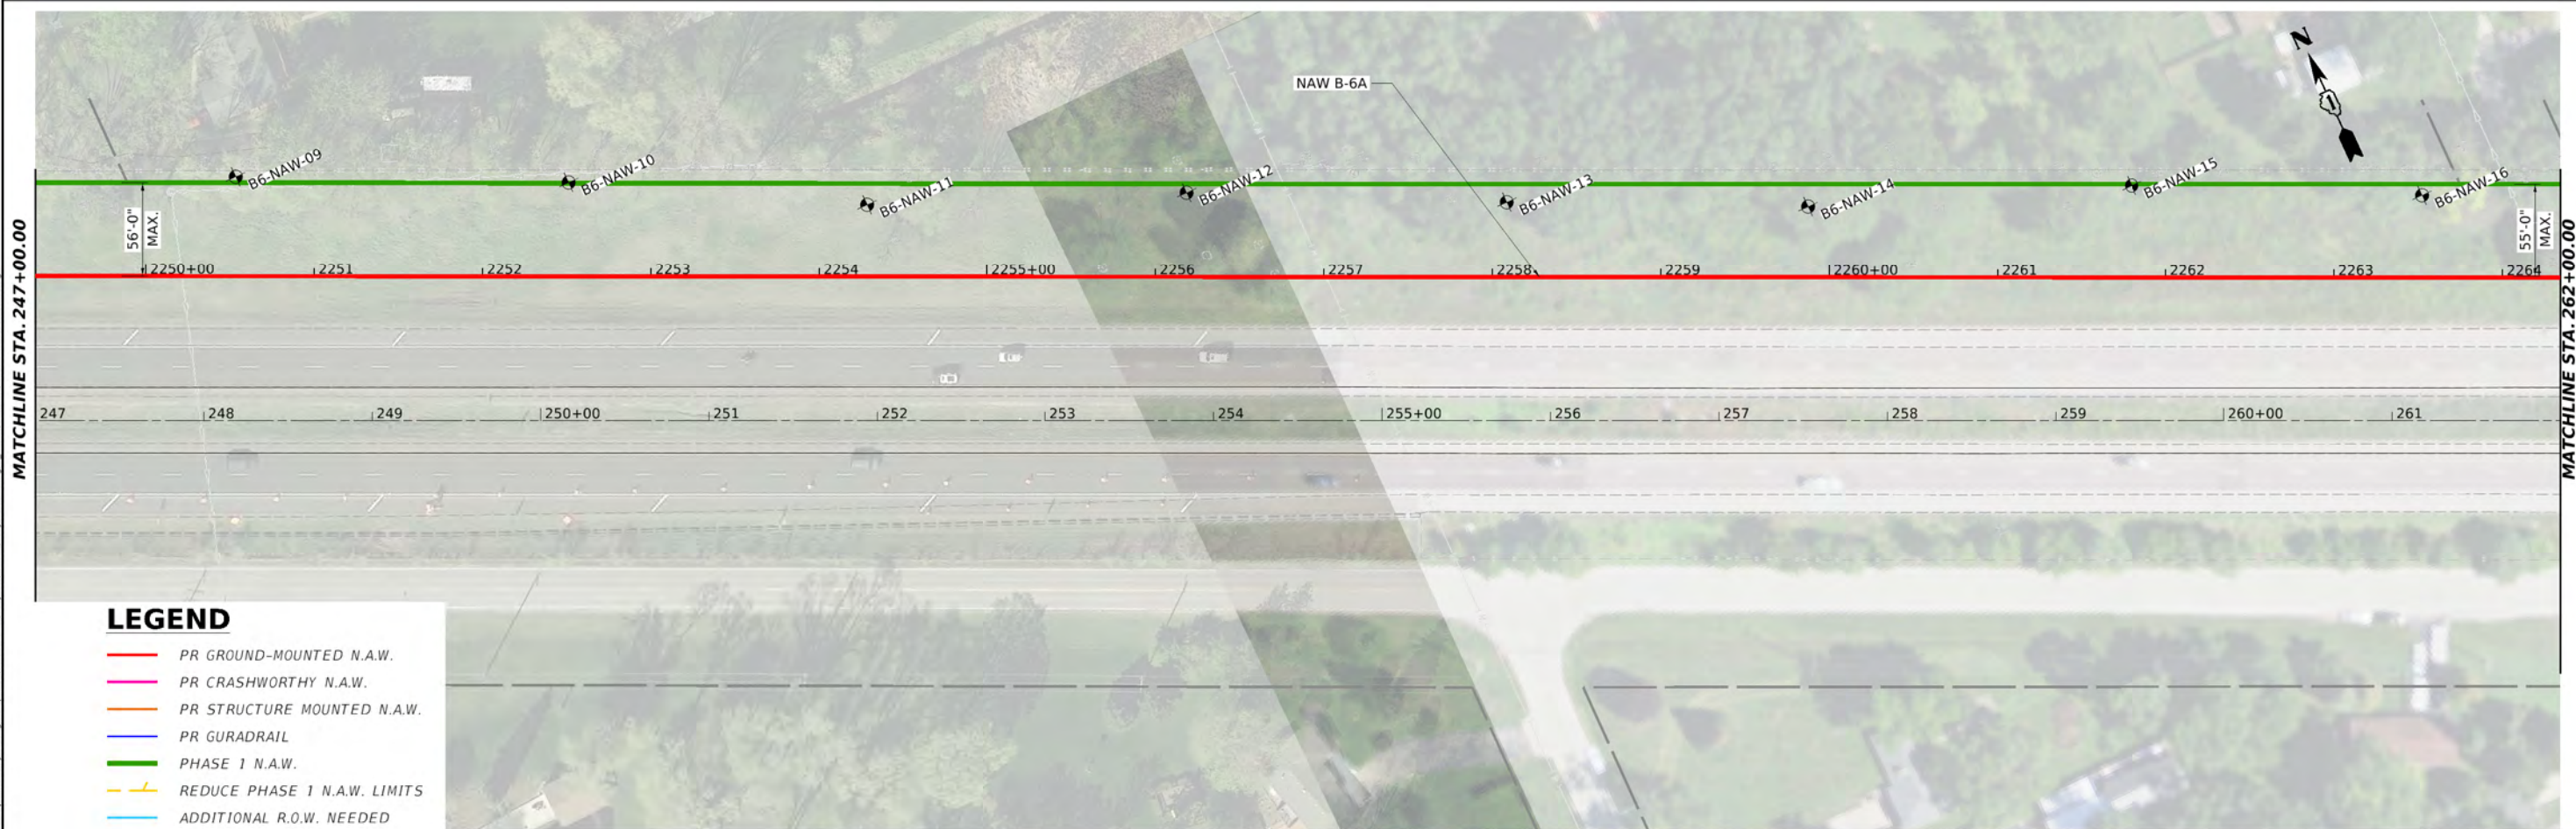 N
1
NAW B-6A
B6-NAW-09
B6-NAW-10
B6-NAW-11
B6-NAW-12
B6-NAW-13
B6-NAW-14
B6-NAW-15
B6-NAW-16
56'-0"
MAX.
55'-0"
MAX.
2250+00 2251 2252 2253 2254 2255+00 2256 2257 2258 2259 2260+00 2261 2262 2263 2264
MATCHLINE STA. 247+00.00
MATCHLINE STA. 262+00.00
247 248 249 250+00 251 252 253 254 255+00 256 257 258 259 260+00 261
LEGEND
PR GROUND-MOUNTED N.A.W.
PR CRASHWORTHY N.A.W.
PR STRUCTURE MOUNTED N.A.W.
PR GURADRAIL
PHASE 1 N.A.W.
REDUCE PHASE 1 N.A.W. LIMITS
ADDITIONAL R.O.W. NEEDED